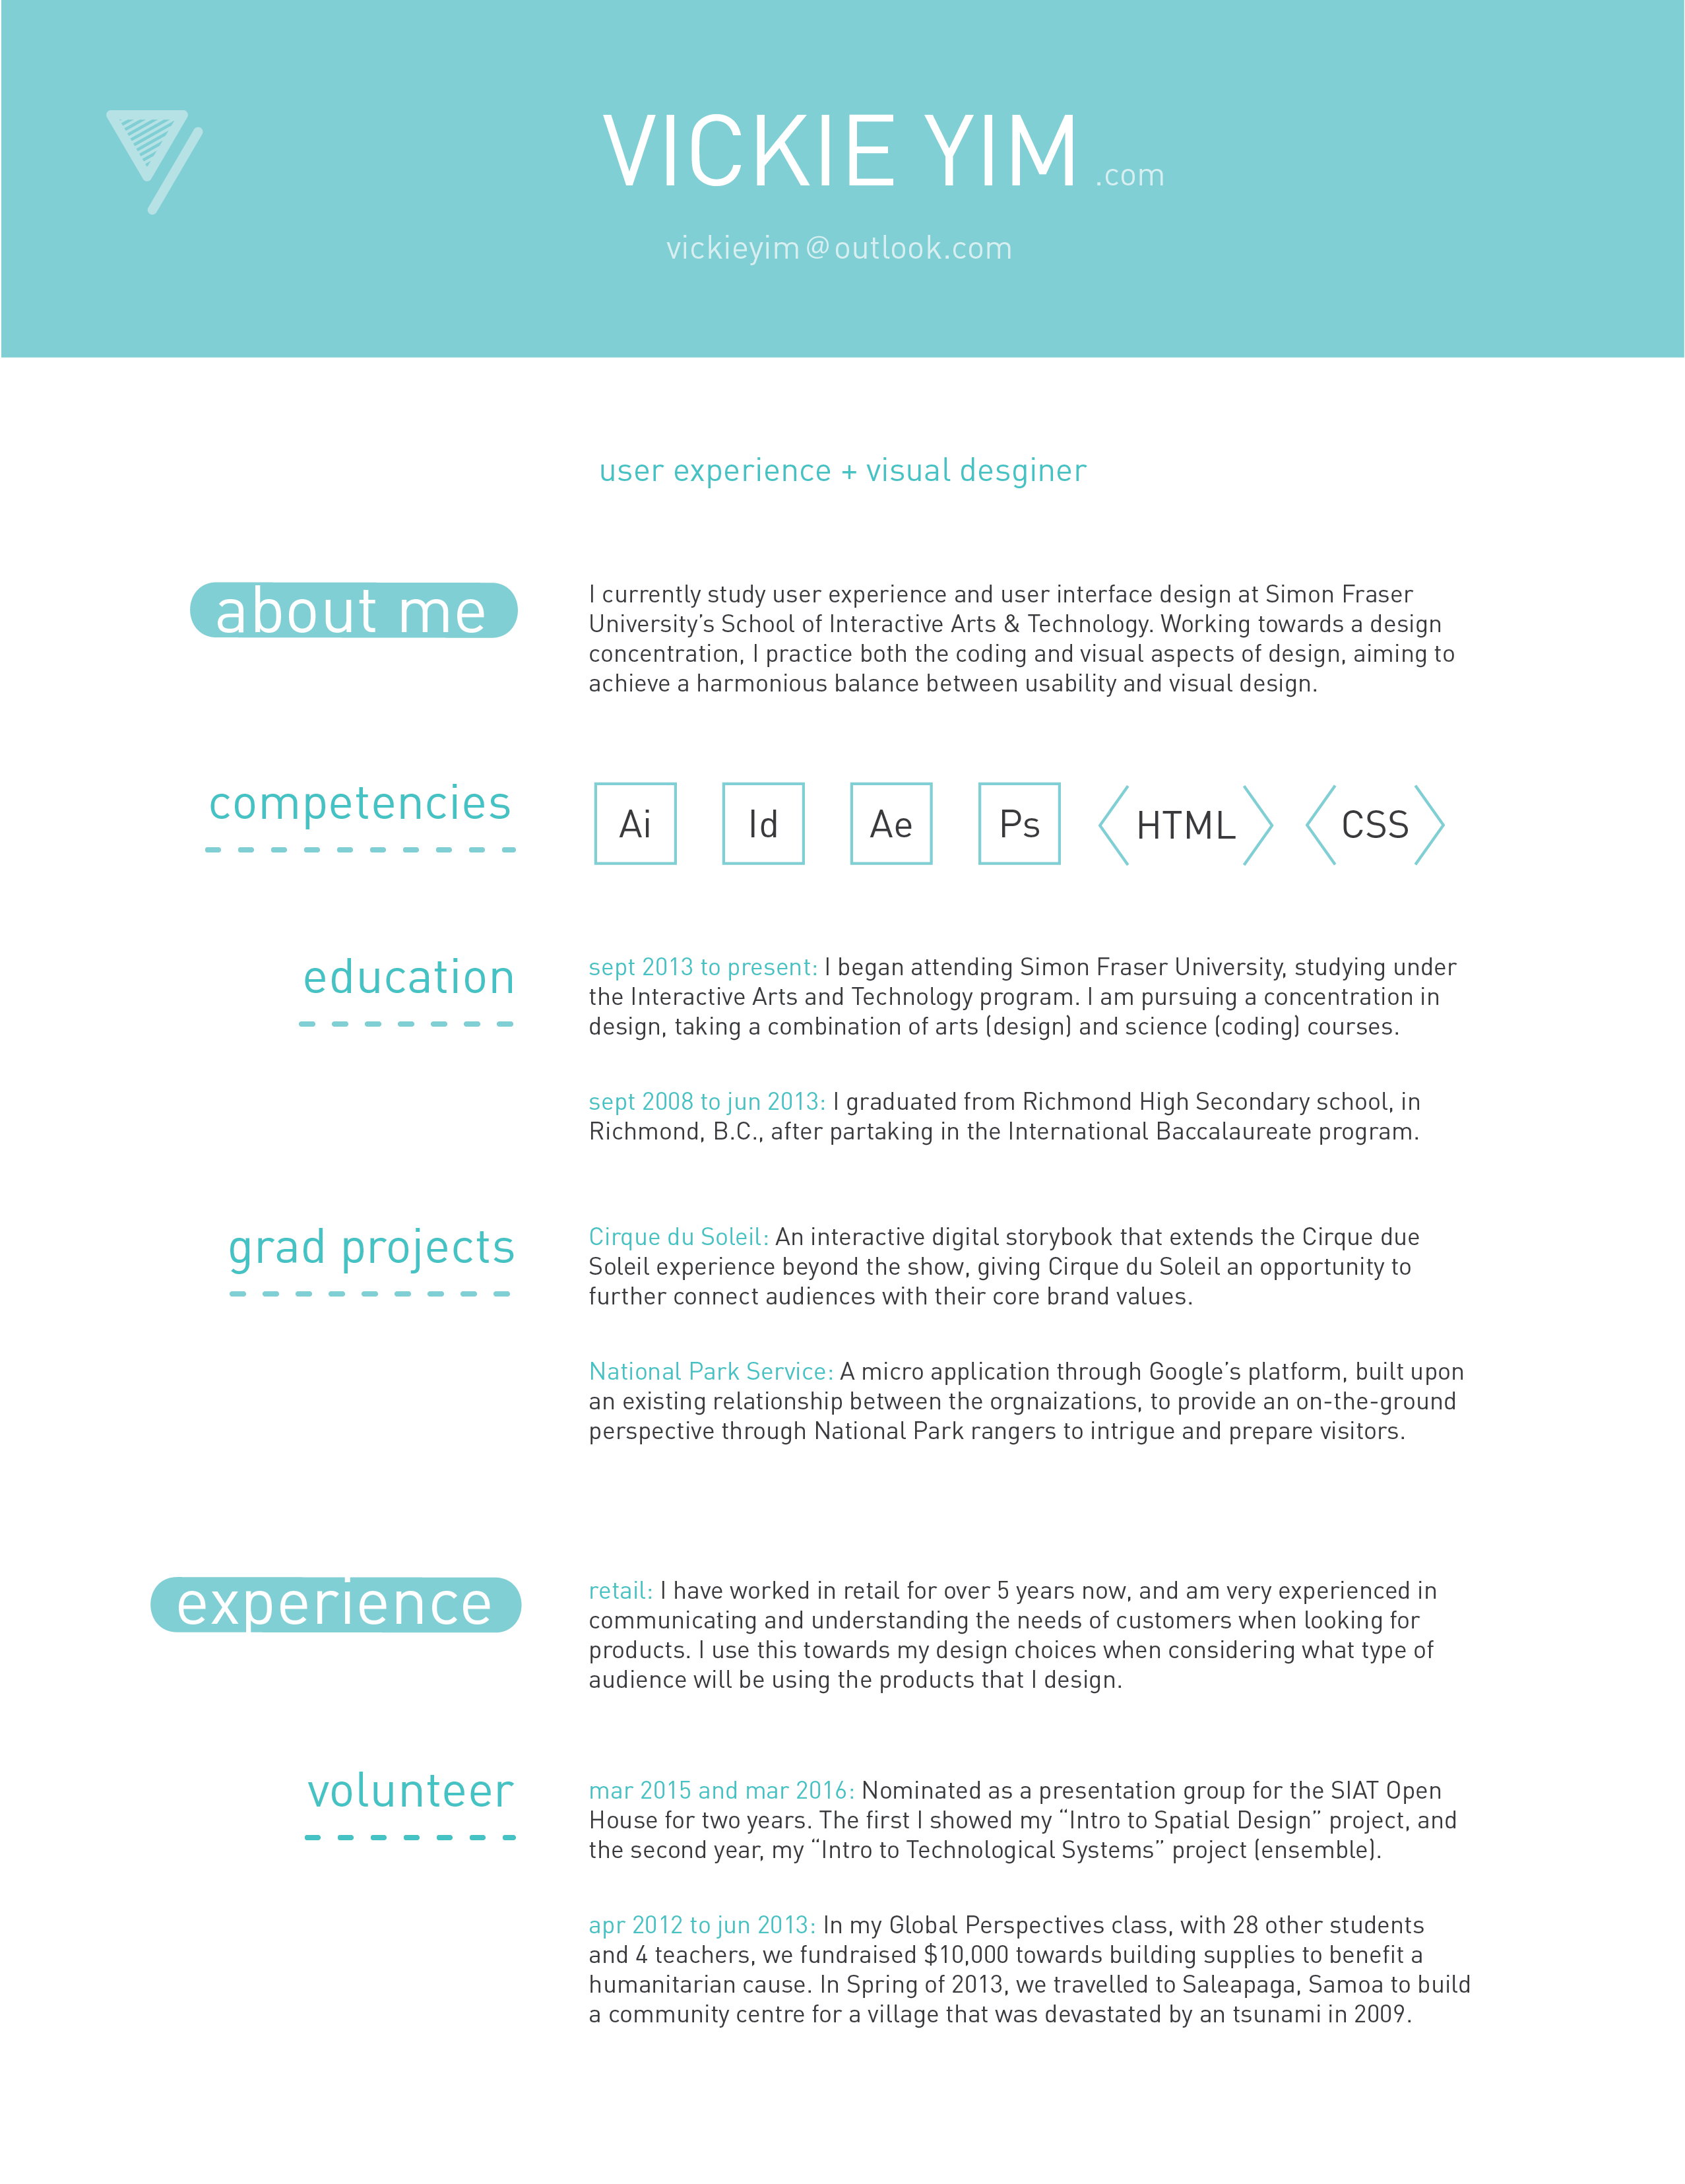 VICKIE YIM .com
vickieyim@outlook.com
user experience + visual desginer
about me
I currently study user experience and user interface design at Simon Fraser
University’s School of Interactive Arts & Technology. Working towards a design
concentration, I practice both the coding and visual aspects of design, aiming to
achieve a harmonious balance between usability and visual design.
competencies
Ai Id Ae Ps HTML CSS
education
sept 2013 to present: I began attending Simon Fraser University, studying under
the Interactive Arts and Technology program. I am pursuing a concentration in
design, taking a combination of arts (design) and science (coding) courses.
sept 2008 to jun 2013: I graduated from Richmond High Secondary school, in
Richmond, B.C., after partaking in the International Baccalaureate program.
grad projects
Cirque du Soleil: An interactive digital storybook that extends the Cirque due
Soleil experience beyond the show, giving Cirque du Soleil an opportunity to
further connect audiences with their core brand values.
National Park Service: A micro application through Google’s platform, built upon
an existing relationship between the orgnaizations, to provide an on-the-ground
perspective through National Park rangers to intrigue and prepare visitors.
experience
retail: I have worked in retail for over 5 years now, and am very experienced in
communicating and understanding the needs of customers when looking for
products. I use this towards my design choices when considering what type of
audience will be using the products that I design.
volunteer
mar 2015 and mar 2016: Nominated as a presentation group for the SIAT Open
House for two years. The first I showed my “Intro to Spatial Design” project, and
the second year, my “Intro to Technological Systems” project (ensemble).
apr 2012 to jun 2013: In my Global Perspectives class, with 28 other students
and 4 teachers, we fundraised $10,000 towards building supplies to benefit a
humanitarian cause. In Spring of 2013, we travelled to Saleapaga, Samoa to build
a community centre for a village that was devastated by an tsunami in 2009.